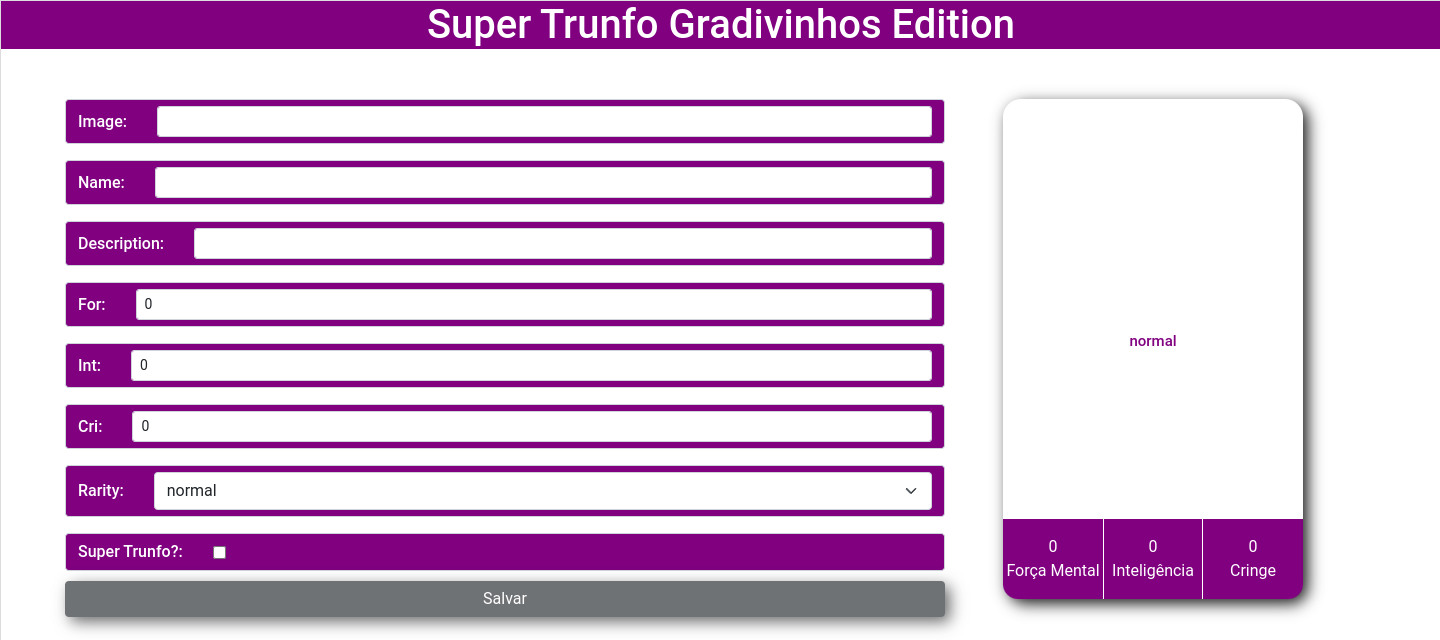 Super Trunfo Gradivinhos Edition
Image:
Name:
Description:
For: 0
Int: 0
Cri: 0
Rarity: normal
Super Trunfo?:
Salvar
normal
0 0 0
Força Mental Inteligência Cringe